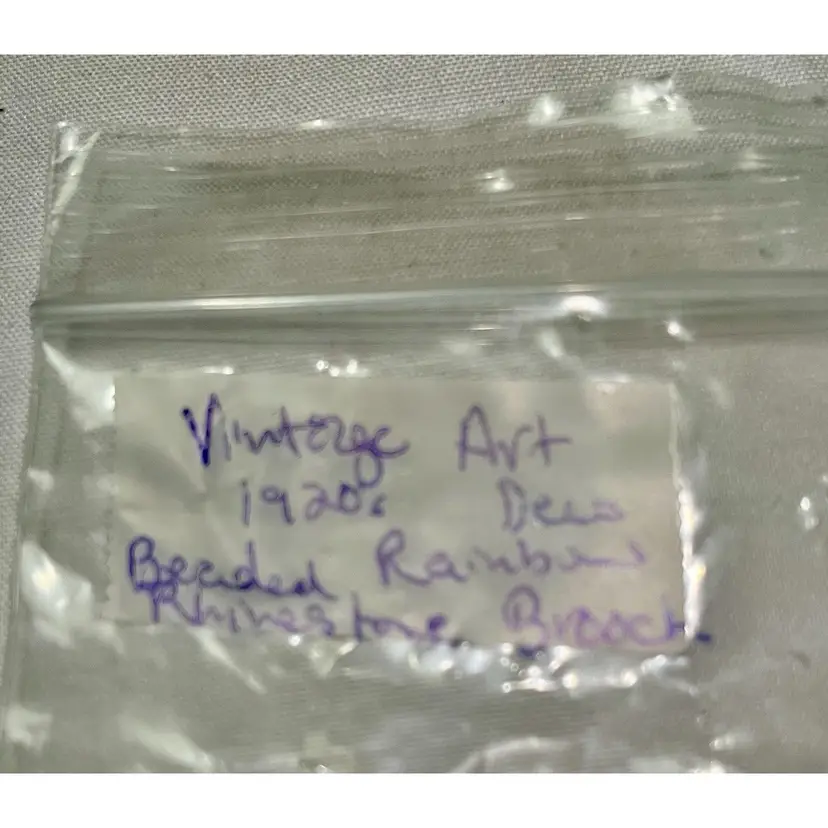 Vintage Art
1920s Deco
Beaded Rainbow
Rhinestone Brooch